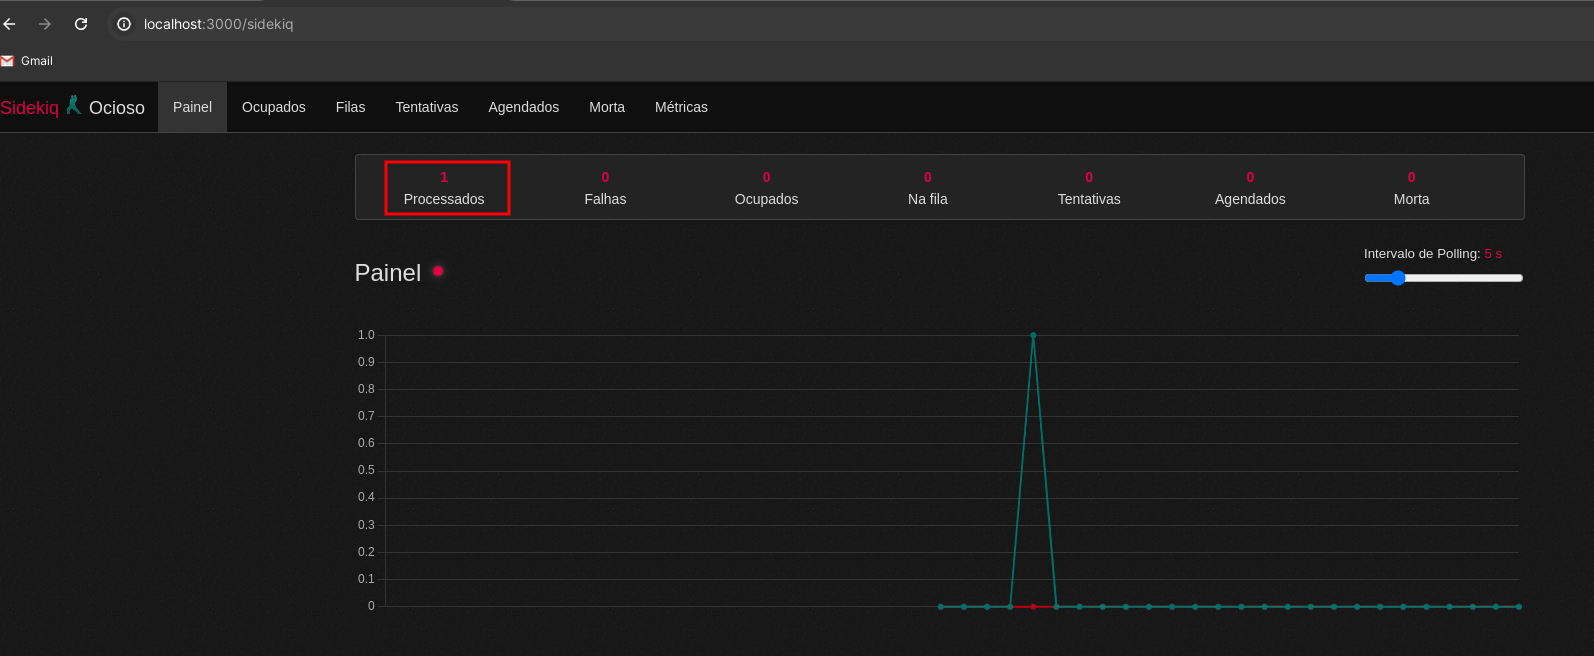 localhost:3000/sidekiq
Gmail
Sidekiq Ocioso Painel Ocupados Filas Tentativas Agendados Morta Métricas
1 0 0 0 0 0 0
Processados Falhas Ocupados Na fila Tentativas Agendados Morta
Intervalo de Polling: 5 s
Painel
1.0
0.9
0.8
0.7
0.6
0.5
0.4
0.3
0.2
0.1
0